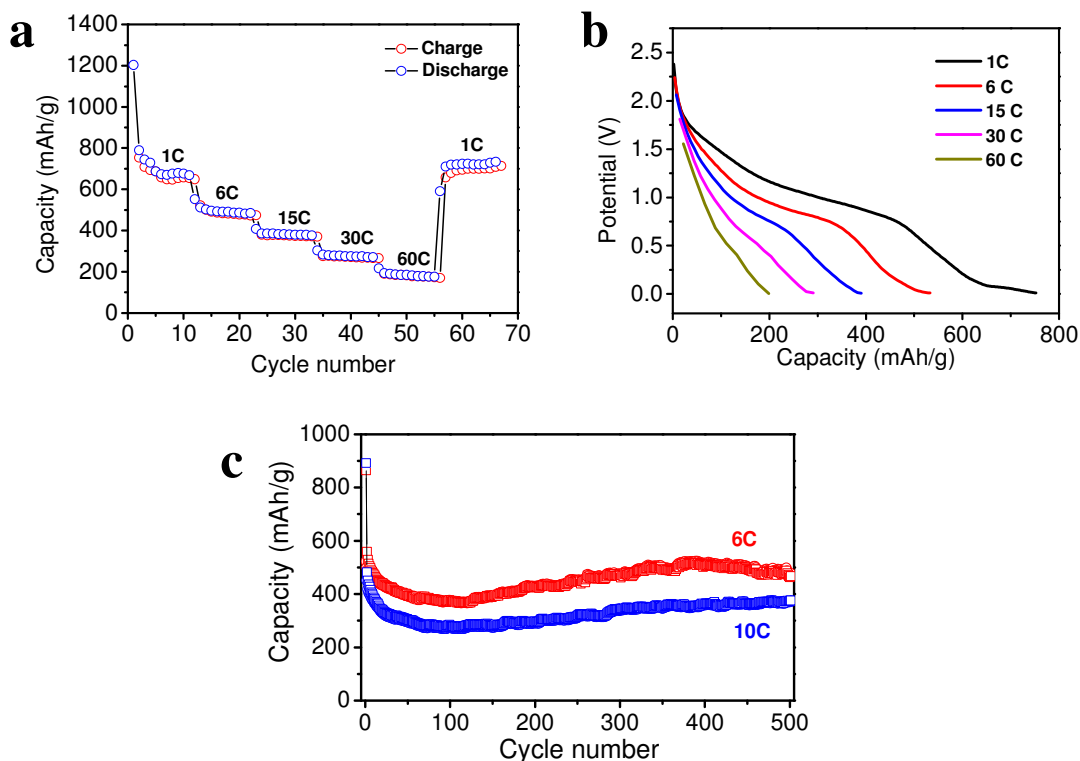 a
1400
1200
1000
800
600
400
200
0
Capacity (mAh/g)
Charge
Discharge
1C
6C
15C
30C
60C
1C
0 10 20 30 40 50 60 70
Cycle number
b
2.5
2.0
1.5
1.0
0.5
0.0
Potential (V)
1C
6 C
15 C
30 C
60 C
0 200 400 600 800
Capacity (mAh/g)
c
1000
800
600
400
200
0
Capacity (mAh/g)
6C
10C
0 100 200 300 400 500
Cycle number